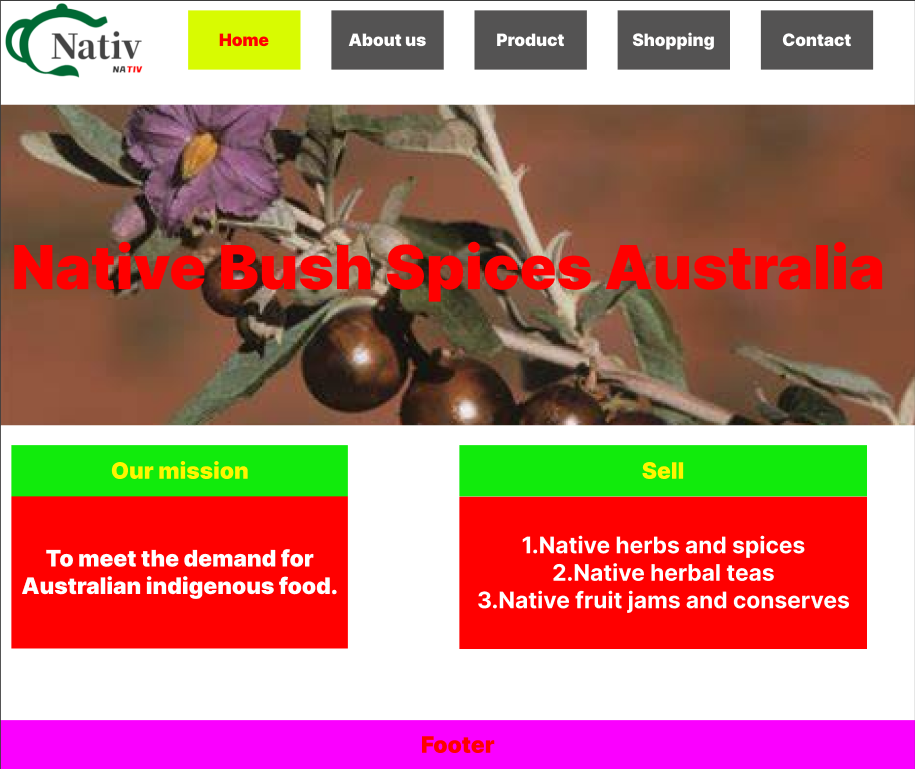 Nativ
NATIV
Home
About us
Product
Shopping
Contact
Native Bush Spices Australia
Our mission
To meet the demand for
Australian indigenous food.
Sell
1.Native herbs and spices
2.Native herbal teas
3.Native fruit jams and conserves
Footer